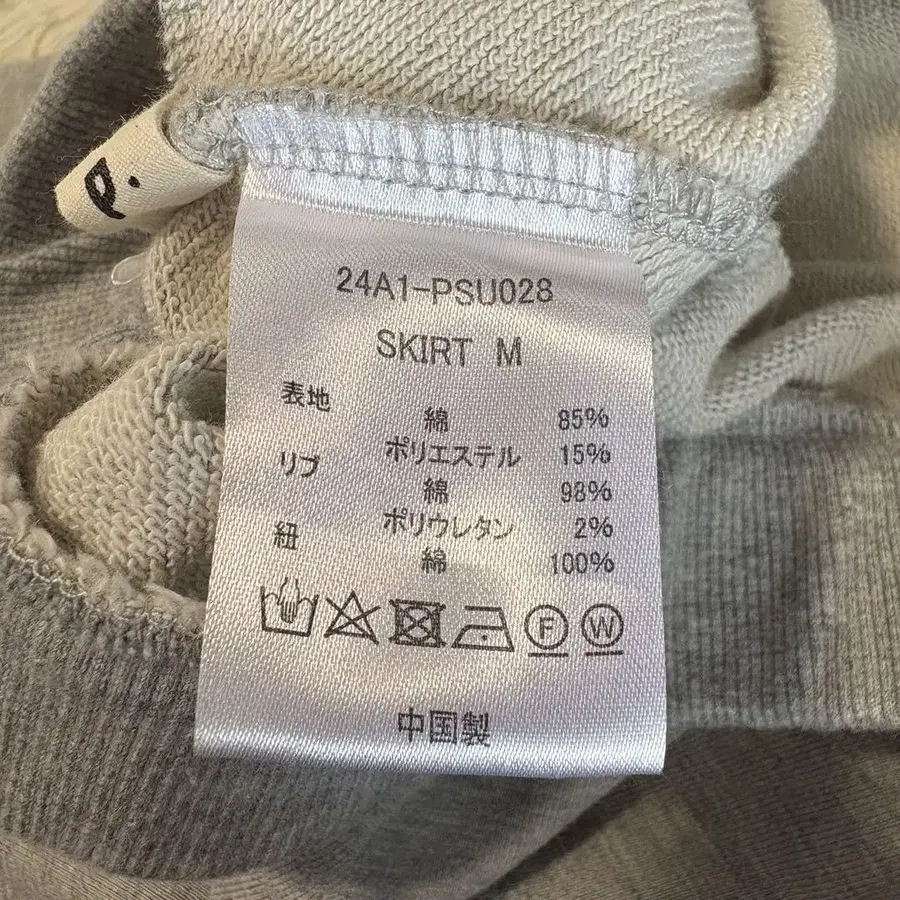 24A1-PSU028
SKIRT M
表地 綿 85%
ポリエステル 15%
リブ 綿 98%
ポリウレタン 2%
紐 綿 100%
F W
中国製